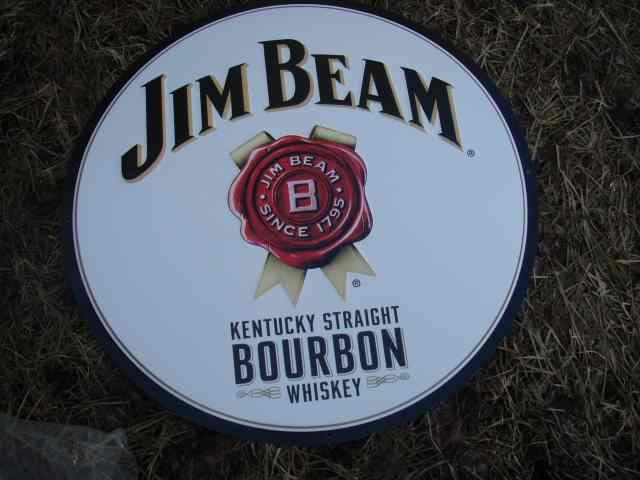 JIM BEAM ®
JIM BEAM
B
SINCE 1795
®
KENTUCKY STRAIGHT
BOURBON
WHISKEY